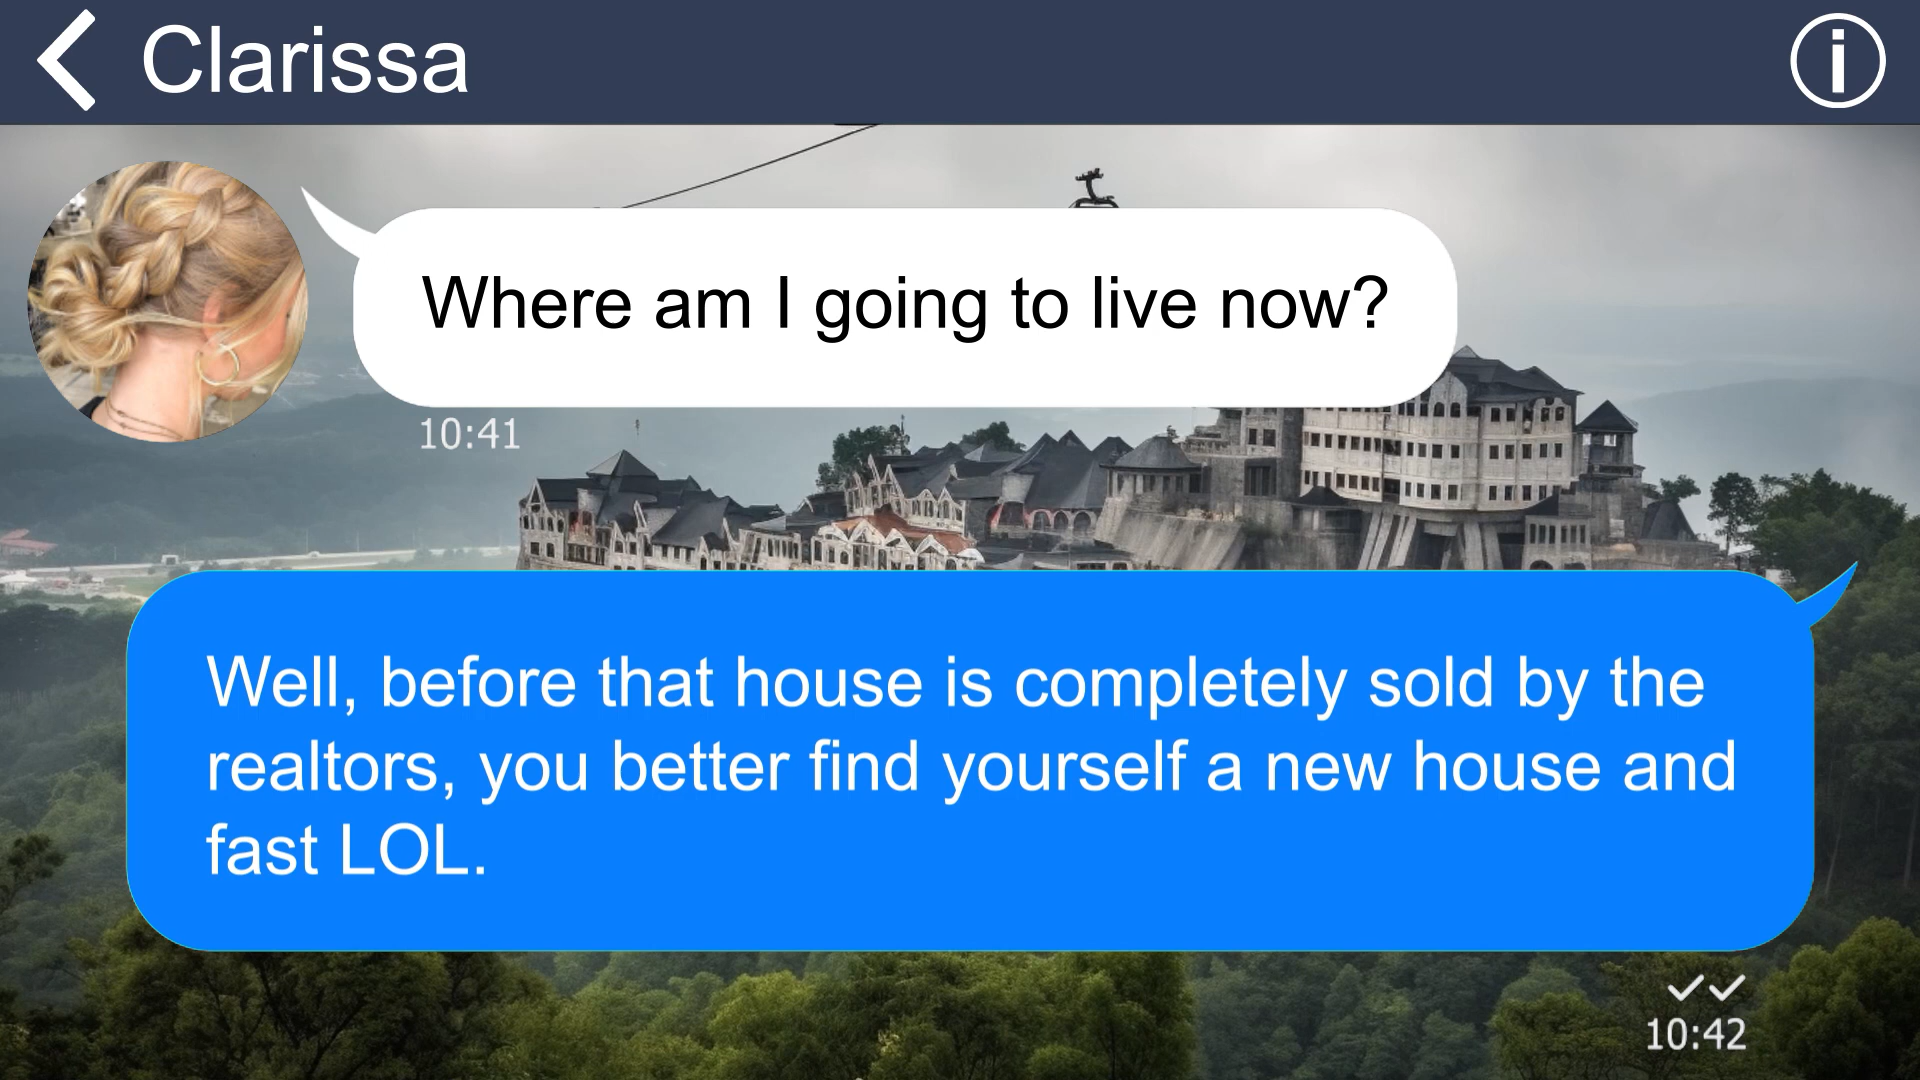 Clarissa
Where am I going to live now?
10:41
Well, before that house is completely sold by the
realtors, you better find yourself a new house and
fast LOL.
10:42